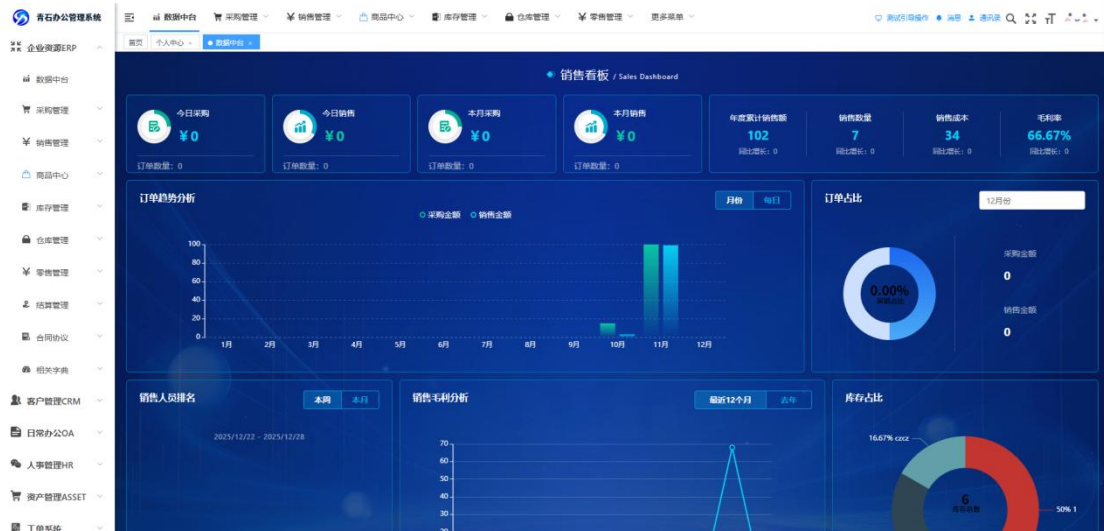 青石办公管理系统
数据中台 采购管理 销售管理 商品中心 库存管理 仓库管理 零售管理 更多菜单 测试引导操作 消息 通讯录
首页 个人中心 数据中台
企业资源ERP
数据中台
采购管理
销售管理
商品中心
库存管理
仓库管理
零售管理
结算管理
合同协议
相关字典
客户管理CRM
日常办公OA
人事管理HR
资产管理ASSET
工单系统
销售看板 / Sales Dashboard
今日采购
¥0
订单数量: 0
今日销售
¥0
订单数量: 0
本月采购
¥0
订单数量: 0
本月销售
¥0
订单数量: 0
年度累计销售额
102
同比增长: 0
销售数量
7
同比增长: 0
销售成本
34
同比增长: 0
毛利率
66.67%
同比增长: 0
订单趋势分析
月份 每日
采购金额 销售金额
100
80
60
40
20
0
1月 2月 3月 4月 5月 6月 7月 8月 9月 10月 11月 12月
订单占比
12月份
0.00%
采购占比
采购金额
0
销售金额
0
销售人员排名
本周 本月
2025/12/22 - 2025/12/28
销售毛利分析
最近12个月 去年
70
60
50
40
30
20
库存占比
16.67% czcz
6
库存总数
50% 1